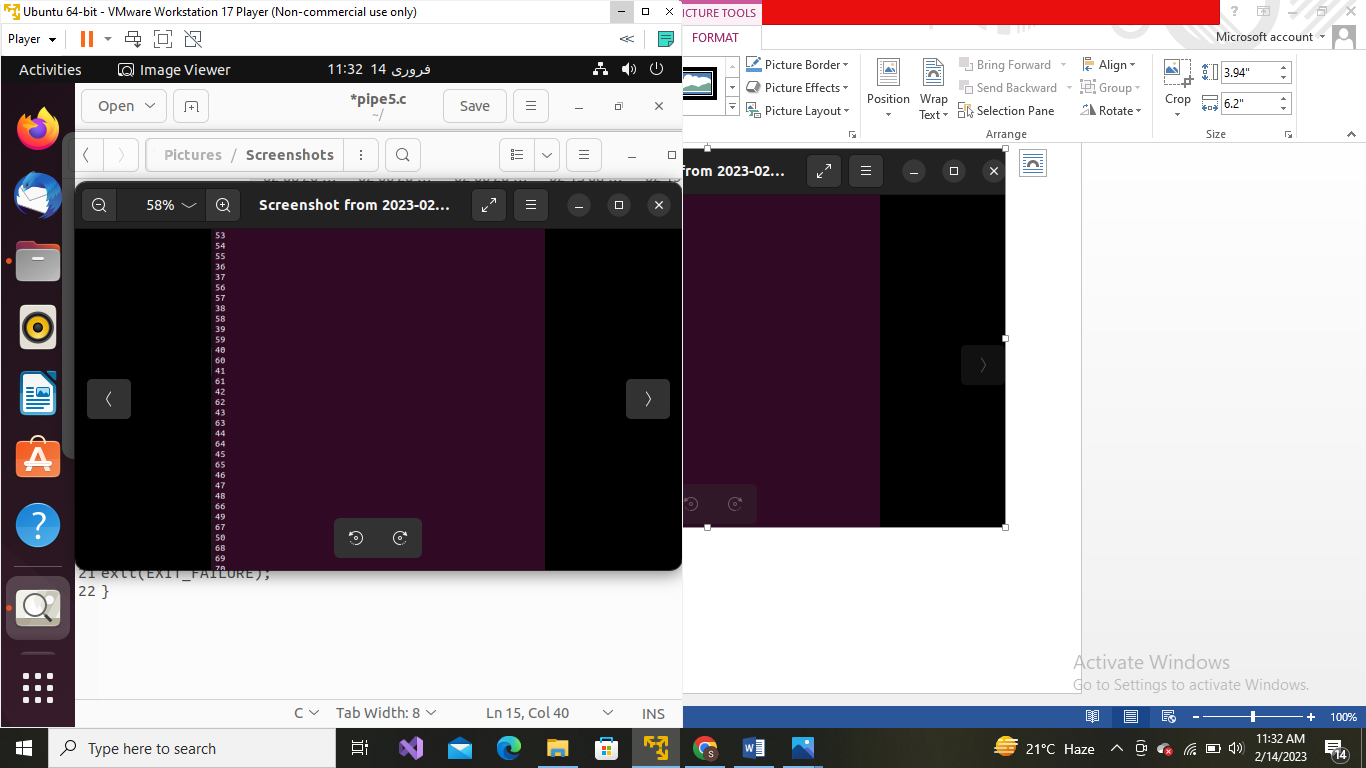 Ubuntu 64-bit - VMware Workstation 17 Player (Non-commercial use only)
Player
Activities
Image Viewer
11:32 14 فروری
Open
*pipe5.c
~/
Save
Pictures / Screenshots
58%
Screenshot from 2023-02...
53
54
55
36
37
56
57
38
58
39
59
40
60
41
61
42
62
43
63
44
64
45
65
46
47
48
66
49
67
50
68
69
70
21 exit(EXIT_FAILURE);
22 }
C
Tab Width: 8
Ln 15, Col 40
INS
ICTURE TOOLS
FORMAT
Microsoft account
Picture Border
Picture Effects
Picture Layout
Position
Wrap
Text
Bring Forward
Send Backward
Selection Pane
Align
Group
Rotate
Arrange
Crop
3.94"
6.2"
Size
rom 2023-02...
Activate Windows
Go to Settings to activate Windows.
100%
Type here to search
21°C Haze
11:32 AM
2/14/2023
14